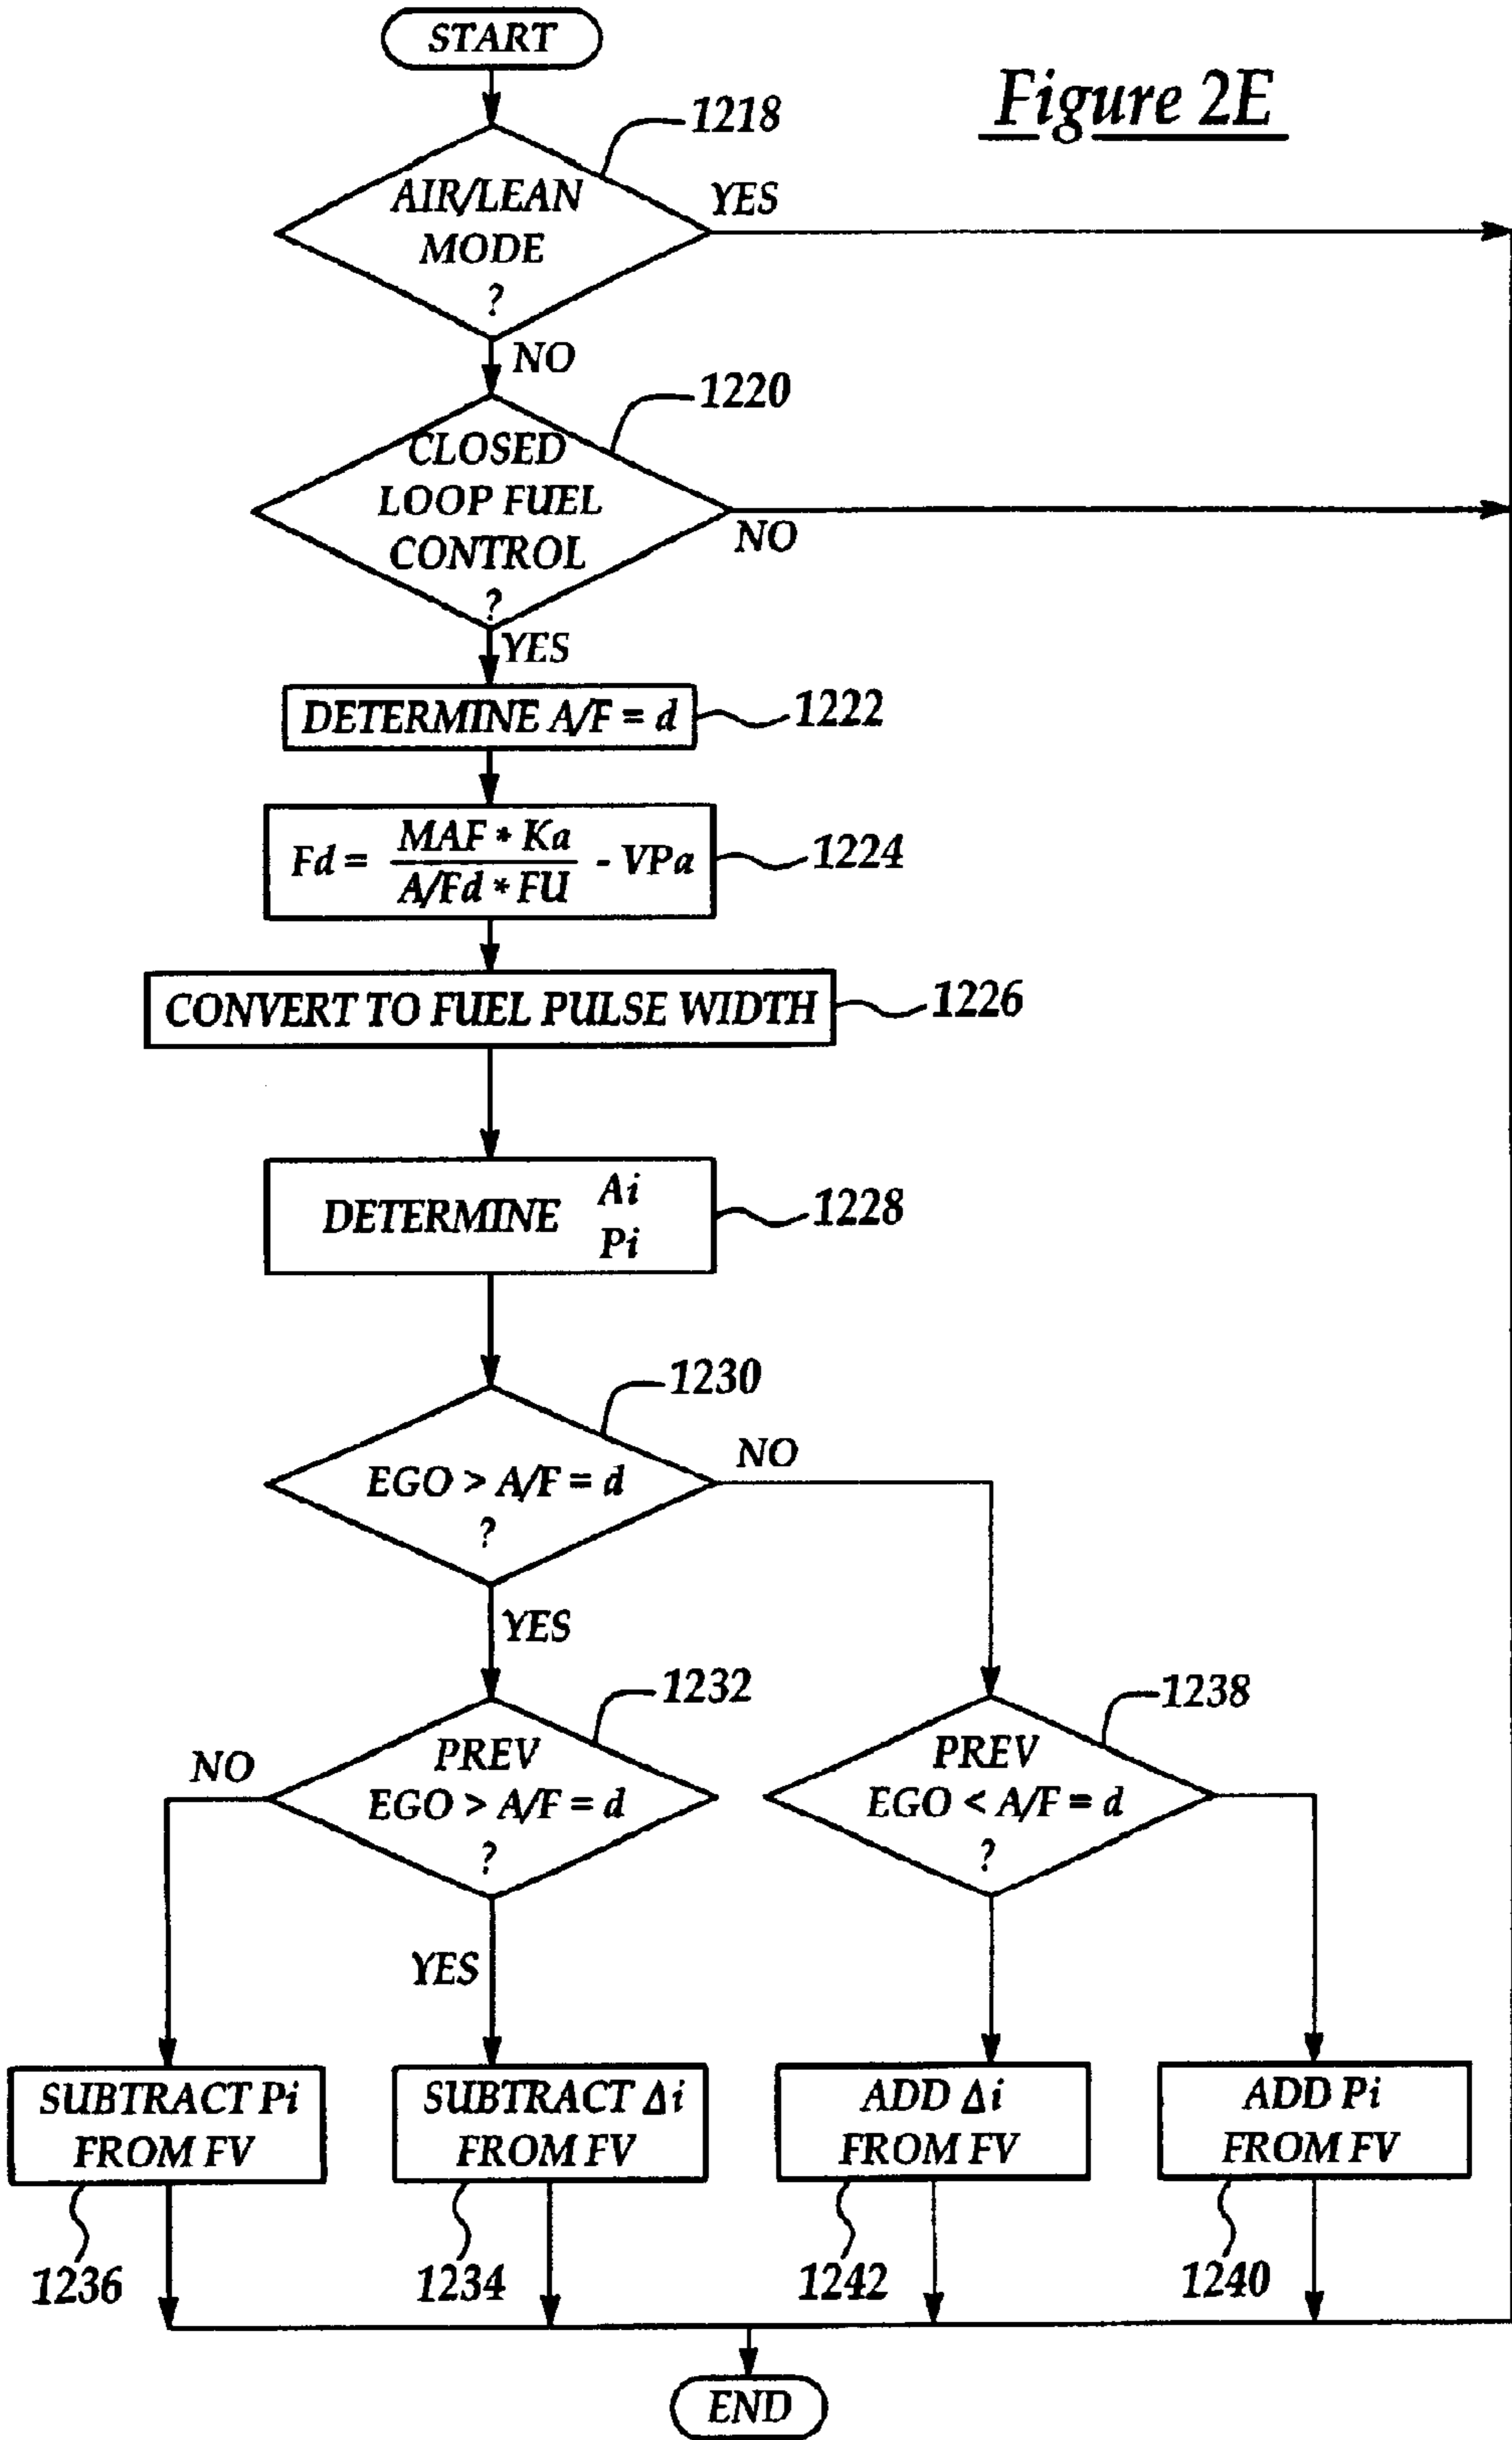 START
Figure 2E
1218
AIR/LEAN
MODE
?
YES
NO
1220
CLOSED
LOOP FUEL
CONTROL
?
NO
YES
DETERMINE A/F = d
1222
Fd = MAF * Ka / A/Fd * FU - VPa
1224
CONVERT TO FUEL PULSE WIDTH
1226
DETERMINE Ai
Pi
1228
1230
EGO > A/F = d
?
NO
YES
1232
PREV
EGO > A/F = d
?
NO
YES
1238
PREV
EGO < A/F = d
?
SUBTRACT Pi
FROM FV
1236
SUBTRACT Δi
FROM FV
1234
ADD Δi
FROM FV
1242
ADD Pi
FROM FV
1240
END